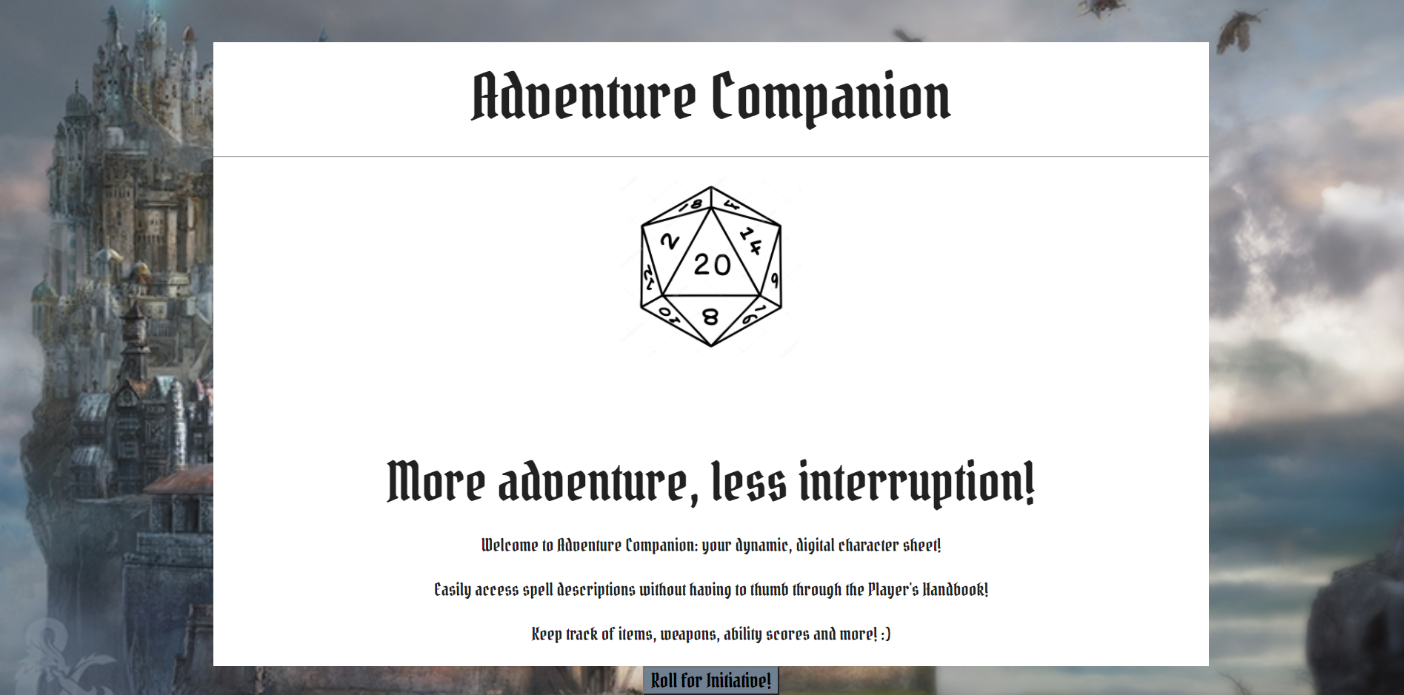 Adventure Companion
18
4
2
14
20
12
9
10
8
16
More adventure, less interruption!
Welcome to Adventure Companion: your dynamic, digital character sheet!
Easily access spell descriptions without having to thumb through the Player's Handbook!
Keep track of items, weapons, ability scores and more! :)
Roll for Initiative!